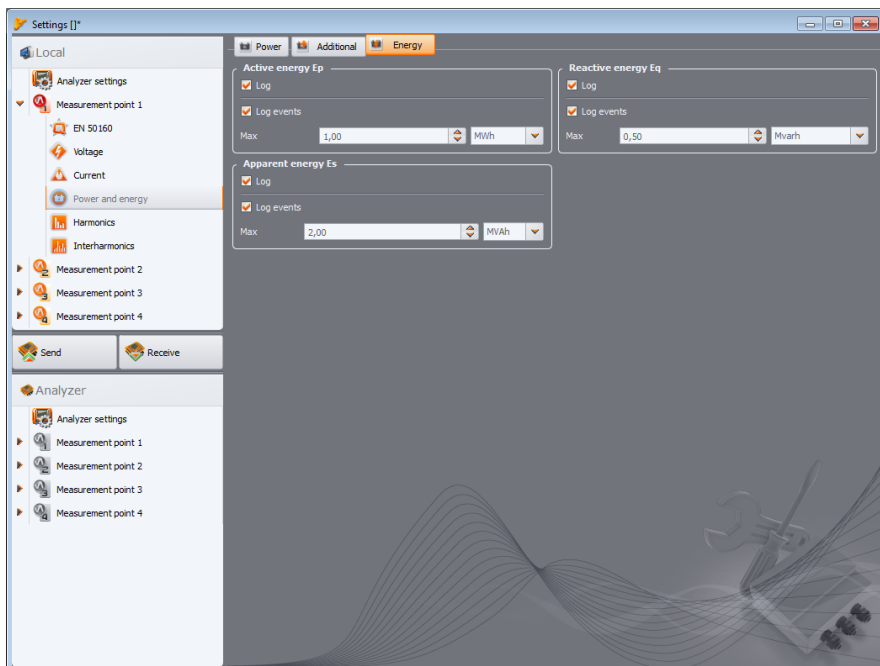 Settings []*
Local
Analyzer settings
Measurement point 1
EN 50160
Voltage
Current
Power and energy
Harmonics
Interharmonics
Measurement point 2
Measurement point 3
Measurement point 4
Send
Receive
Analyzer
Analyzer settings
Measurement point 1
Measurement point 2
Measurement point 3
Measurement point 4
Power
Additional
Energy
Active energy Ep
Log
Log events
Max 1,00 MWh
Reactive energy Eq
Log
Log events
Max 0,50 Mvarh
Apparent energy Es
Log
Log events
Max 2,00 MVAh